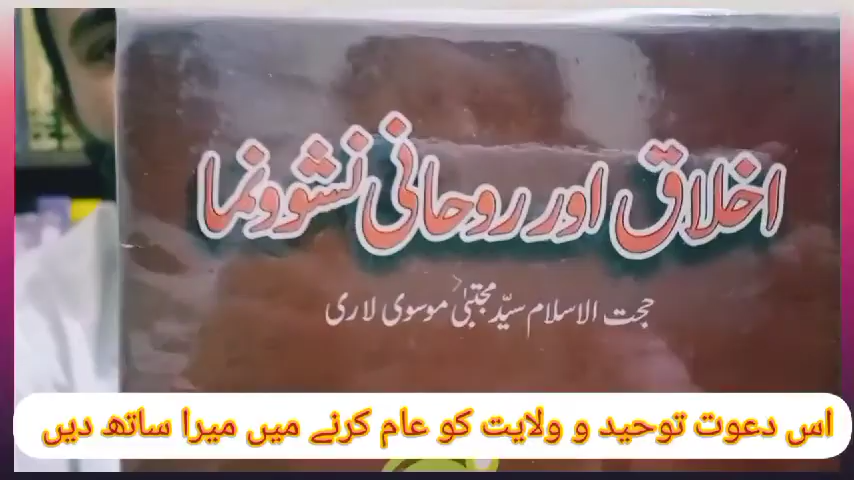 اخلاق اور روحانی نشوونما
حجت الاسلام سیّد مجتبیٰ موسوی لاری
اس دعوت توحید و ولایت کو عام کرنے میں میرا ساتھ دیں